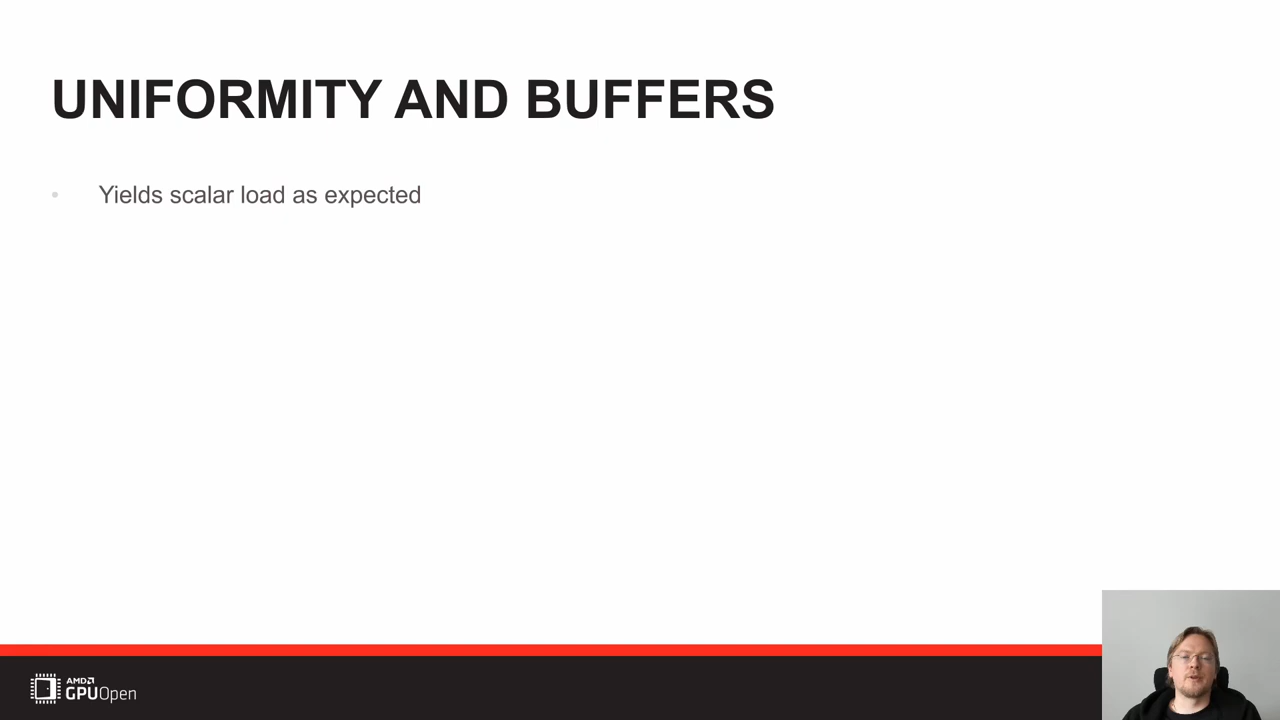 UNIFORMITY AND BUFFERS
• Yields scalar load as expected
AMD
GPUOpen